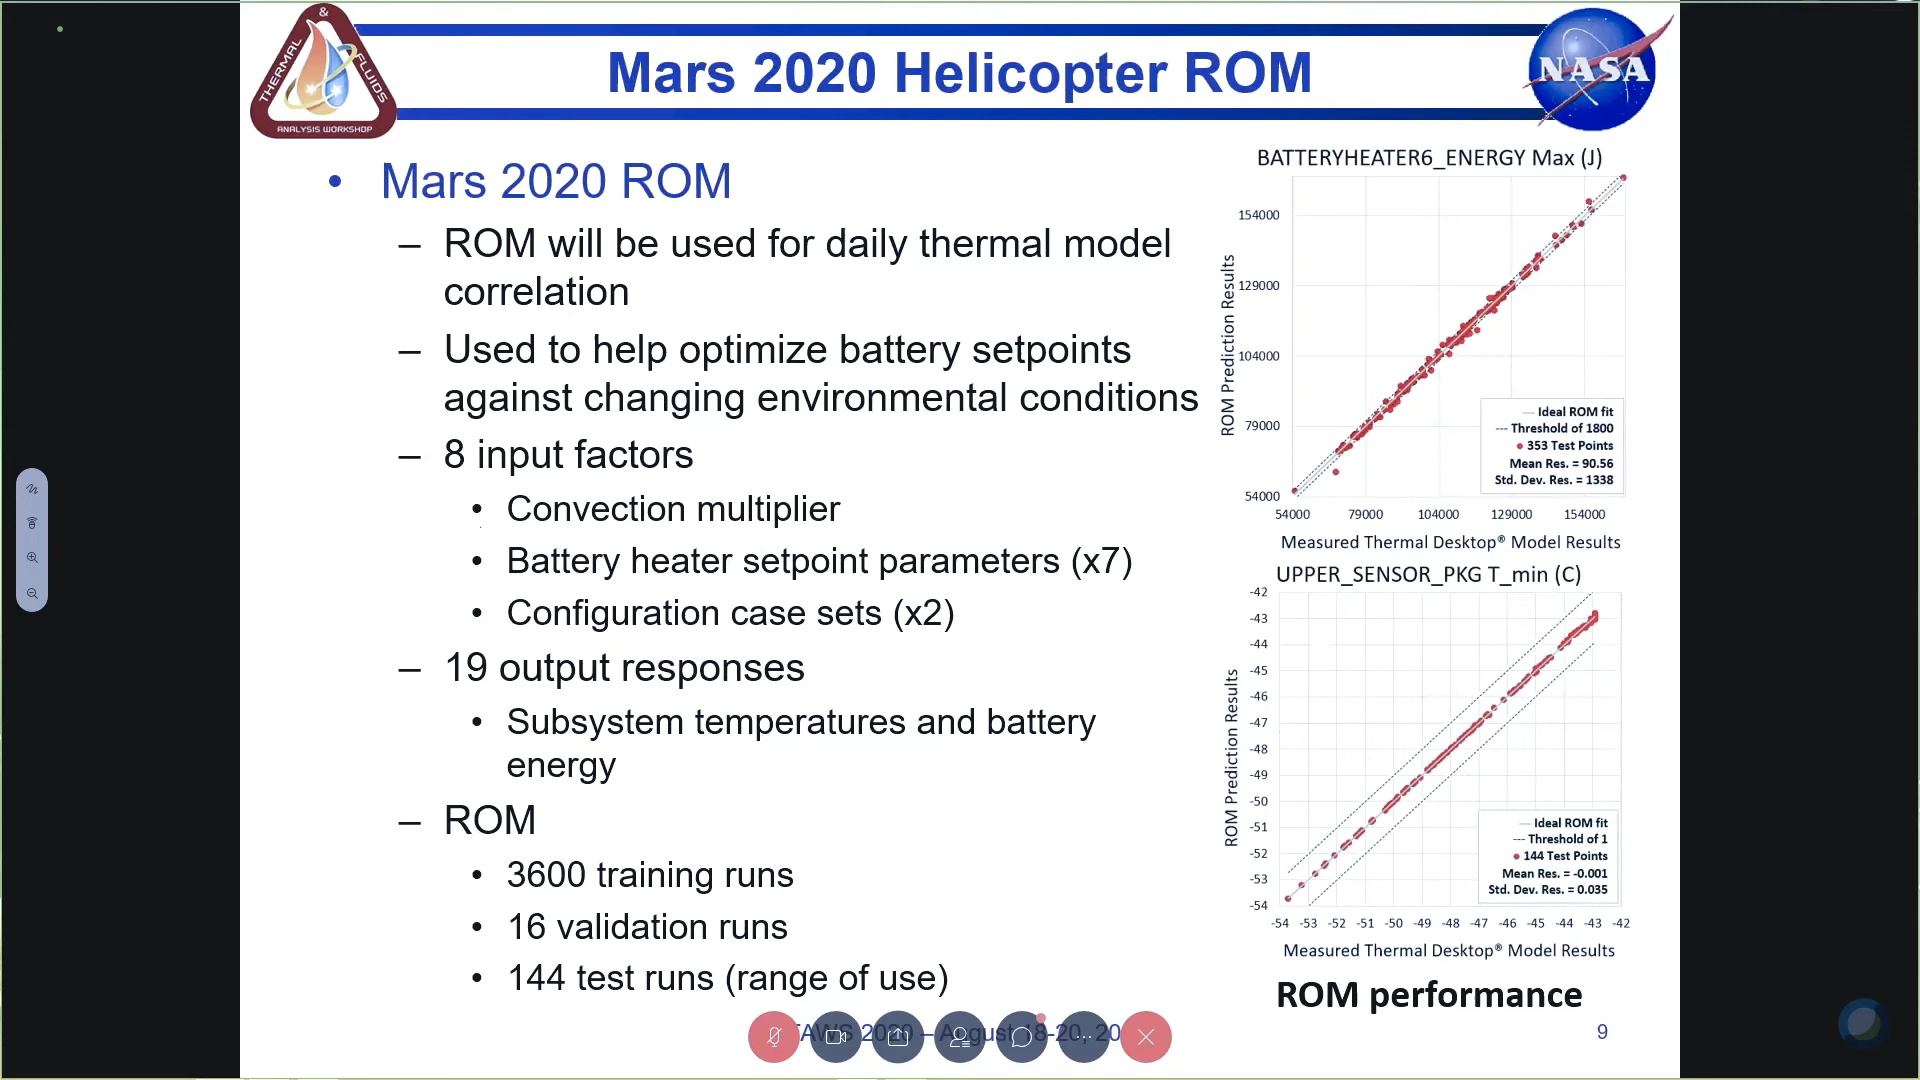 &
THERMAL
FLUIDS
ANALYSIS WORKSHOP
Mars 2020 Helicopter ROM
NASA
• Mars 2020 ROM
– ROM will be used for daily thermal model
correlation
– Used to help optimize battery setpoints
against changing environmental conditions
– 8 input factors
• Convection multiplier
• Battery heater setpoint parameters (x7)
• Configuration case sets (x2)
– 19 output responses
• Subsystem temperatures and battery
energy
– ROM
• 3600 training runs
• 16 validation runs
• 144 test runs (range of use)
BATTERYHEATER6_ENERGY Max (J)
ROM Prediction Results
154000
129000
104000
79000
54000
Ideal ROM fit
Threshold of 1800
353 Test Points
Mean Res. = 90.56
Std. Dev. Res. = 1338
54000 79000 104000 129000 154000
Measured Thermal Desktop® Model Results
UPPER_SENSOR_PKG T_min (C)
ROM Prediction Results
-42
-43
-44
-45
-46
-47
-48
-49
-50
-51
-52
-53
-54
Ideal ROM fit
Threshold of 1
144 Test Points
Mean Res. = -0.001
Std. Dev. Res. = 0.035
-54 -53 -52 -51 -50 -49 -48 -47 -46 -45 -44 -43 -42
Measured Thermal Desktop® Model Results
ROM performance
2020 – August 18-20, 20
9